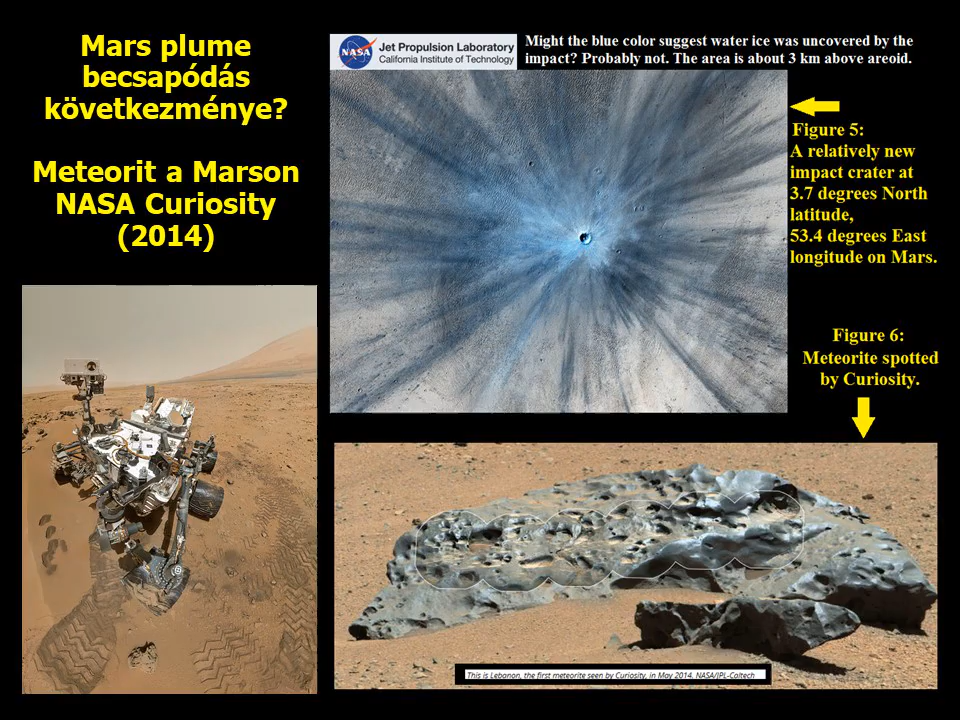 Mars plume
becsapódás
következménye?
Meteorit a Marson
NASA Curiosity
(2014)
NASA
Jet Propulsion Laboratory
California Institute of Technology
Might the blue color suggest water ice was uncovered by the
impact? Probably not. The area is about 3 km above areoid.
Figure 5:
A relatively new
impact crater at
3.7 degrees North
latitude,
53.4 degrees East
longitude on Mars.
Figure 6:
Meteorite spotted
by Curiosity.
This is Lebanon, the first meteorite seen by Curiosity, in May 2014. NASA/JPL-Caltech